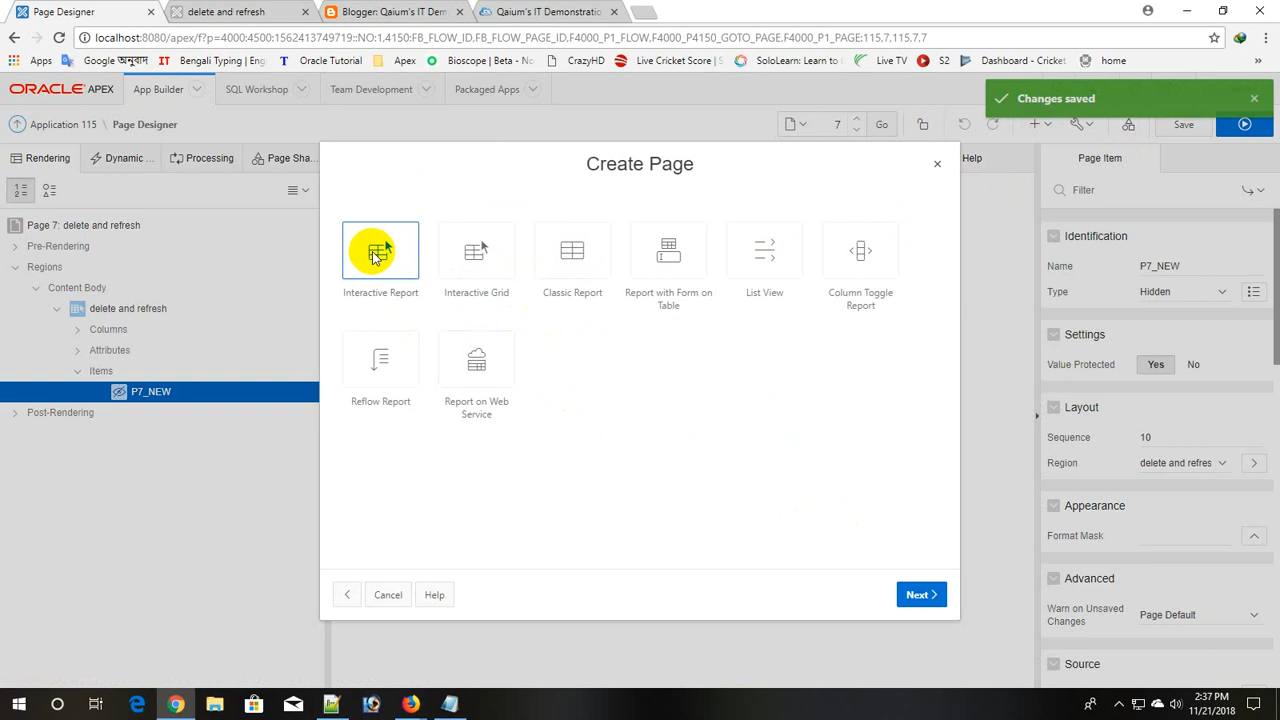 Page Designer
delete and refresh
Blogger: Qaium's IT Dem
Qaium's IT Demonstratio
localhost:8080/apex/f?p=4000:4500:1562413749719::NO:1,4150:FB_FLOW_ID,FB_FLOW_PAGE_ID,F4000_P1_FLOW,F4000_P4150_GOTO_PAGE,F4000_P1_PAGE:115,7,115,7,7
Apps
Google অনুবাদ
IT Bengali Typing | Eng
Oracle Tutorial
Apex
Bioscope | Beta - No
CrazyHD
Live Cricket Score | S
SoloLearn: Learn to C
Live TV
S2
Dashboard - Cricket
home
ORACLE APEX
App Builder
SQL Workshop
Team Development
Packaged Apps
Changes saved
Application 115
Page Designer
7
Go
Save
Rendering
Dynamic ...
Processing
Page Sha...
Help
Page Item
Filter
Page 7: delete and refresh
Pre-Rendering
Regions
Content Body
delete and refresh
Columns
Attributes
Items
P7_NEW
Post-Rendering
Create Page
Interactive Report
Interactive Grid
Classic Report
Report with Form on
Table
List View
Column Toggle
Report
Reflow Report
Report on Web
Service
Cancel
Help
Next
Identification
Name P7_NEW
Type Hidden
Settings
Value Protected Yes No
Layout
Sequence 10
Region delete and refres
Appearance
Format Mask
Advanced
Warn on Unsaved
Changes
Page Default
Source
2:37 PM
11/21/2018